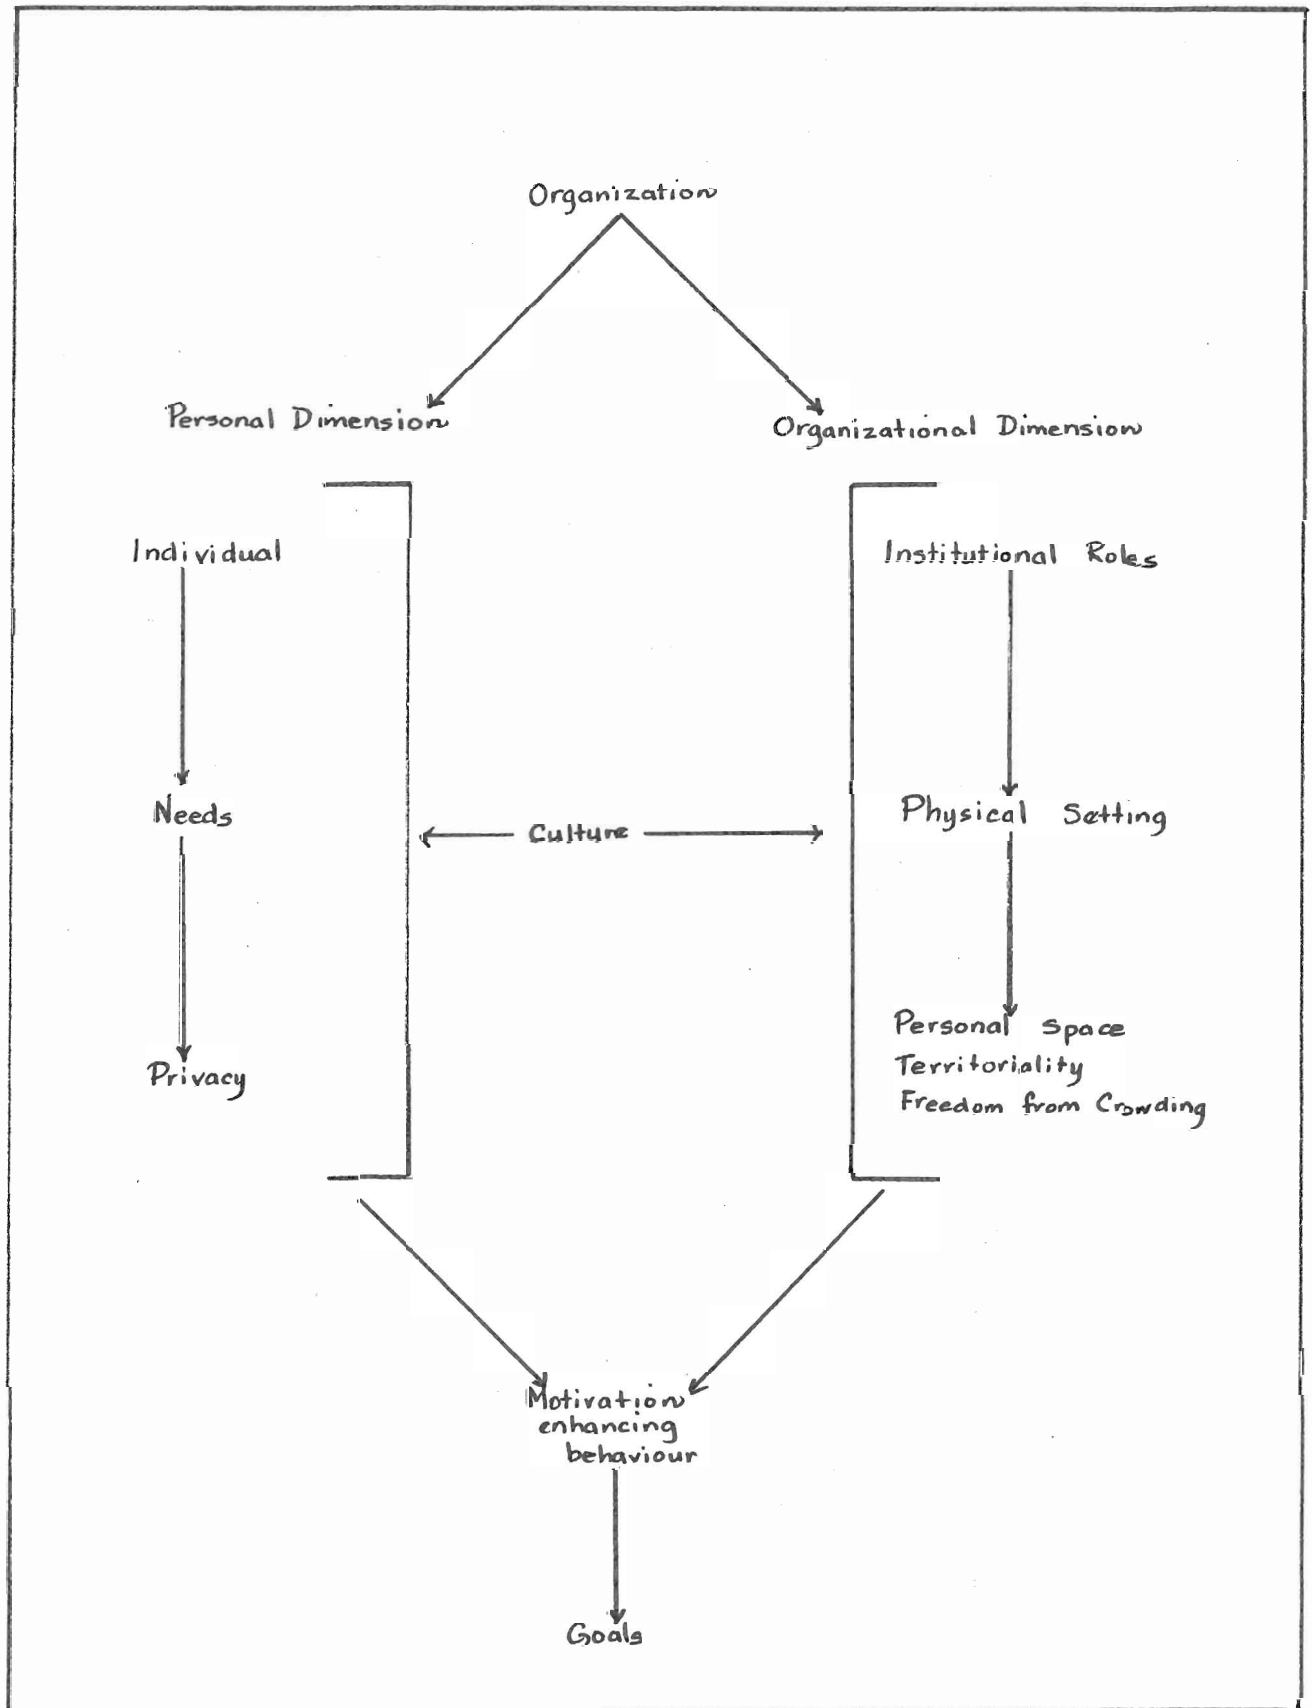 Organization
Personal Dimension
Organizational Dimension
Individual
Institutional Roles
Needs
Physical Setting
Culture
Privacy
Personal Space
Territoriality
Freedom from Crowding
Motivation
enhancing
behaviour
Goals